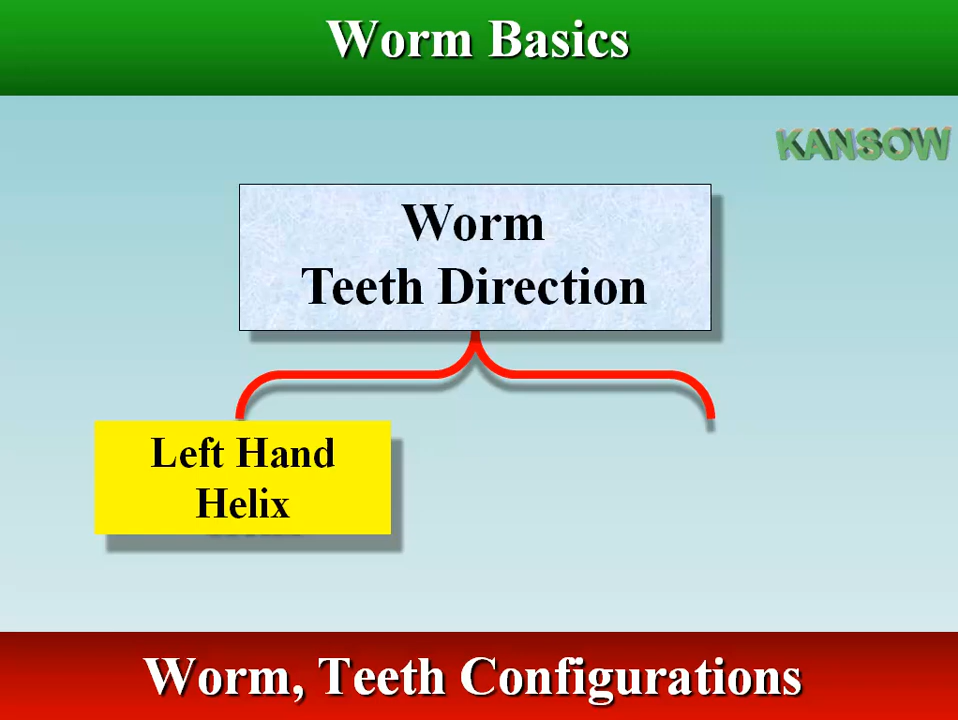 Worm Basics
KANSOW
Worm
Teeth Direction
Left Hand
Helix
Worm, Teeth Configurations